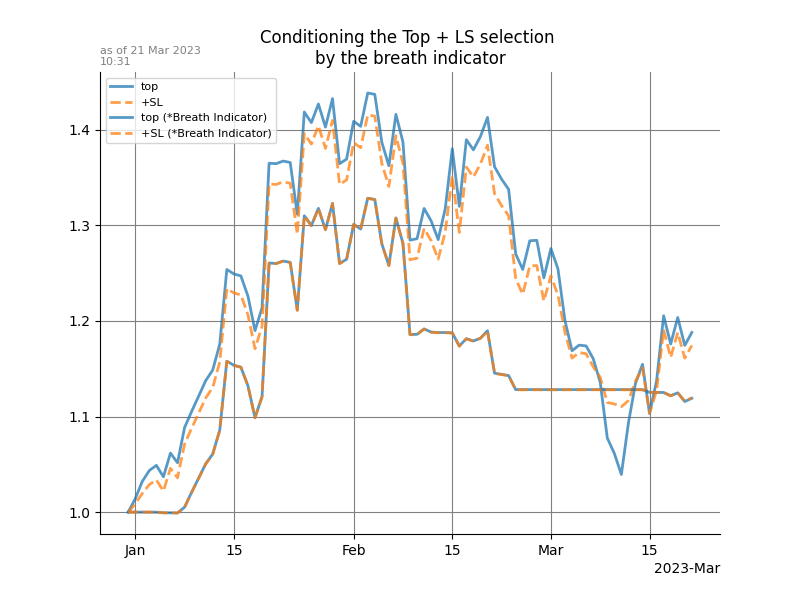 Conditioning the Top + LS selection
by the breath indicator
as of 21 Mar 2023
10:31
top
+SL
top (*Breath Indicator)
+SL (*Breath Indicator)
1.4
1.3
1.2
1.1
1.0
Jan 15 Feb 15 Mar 15
2023-Mar